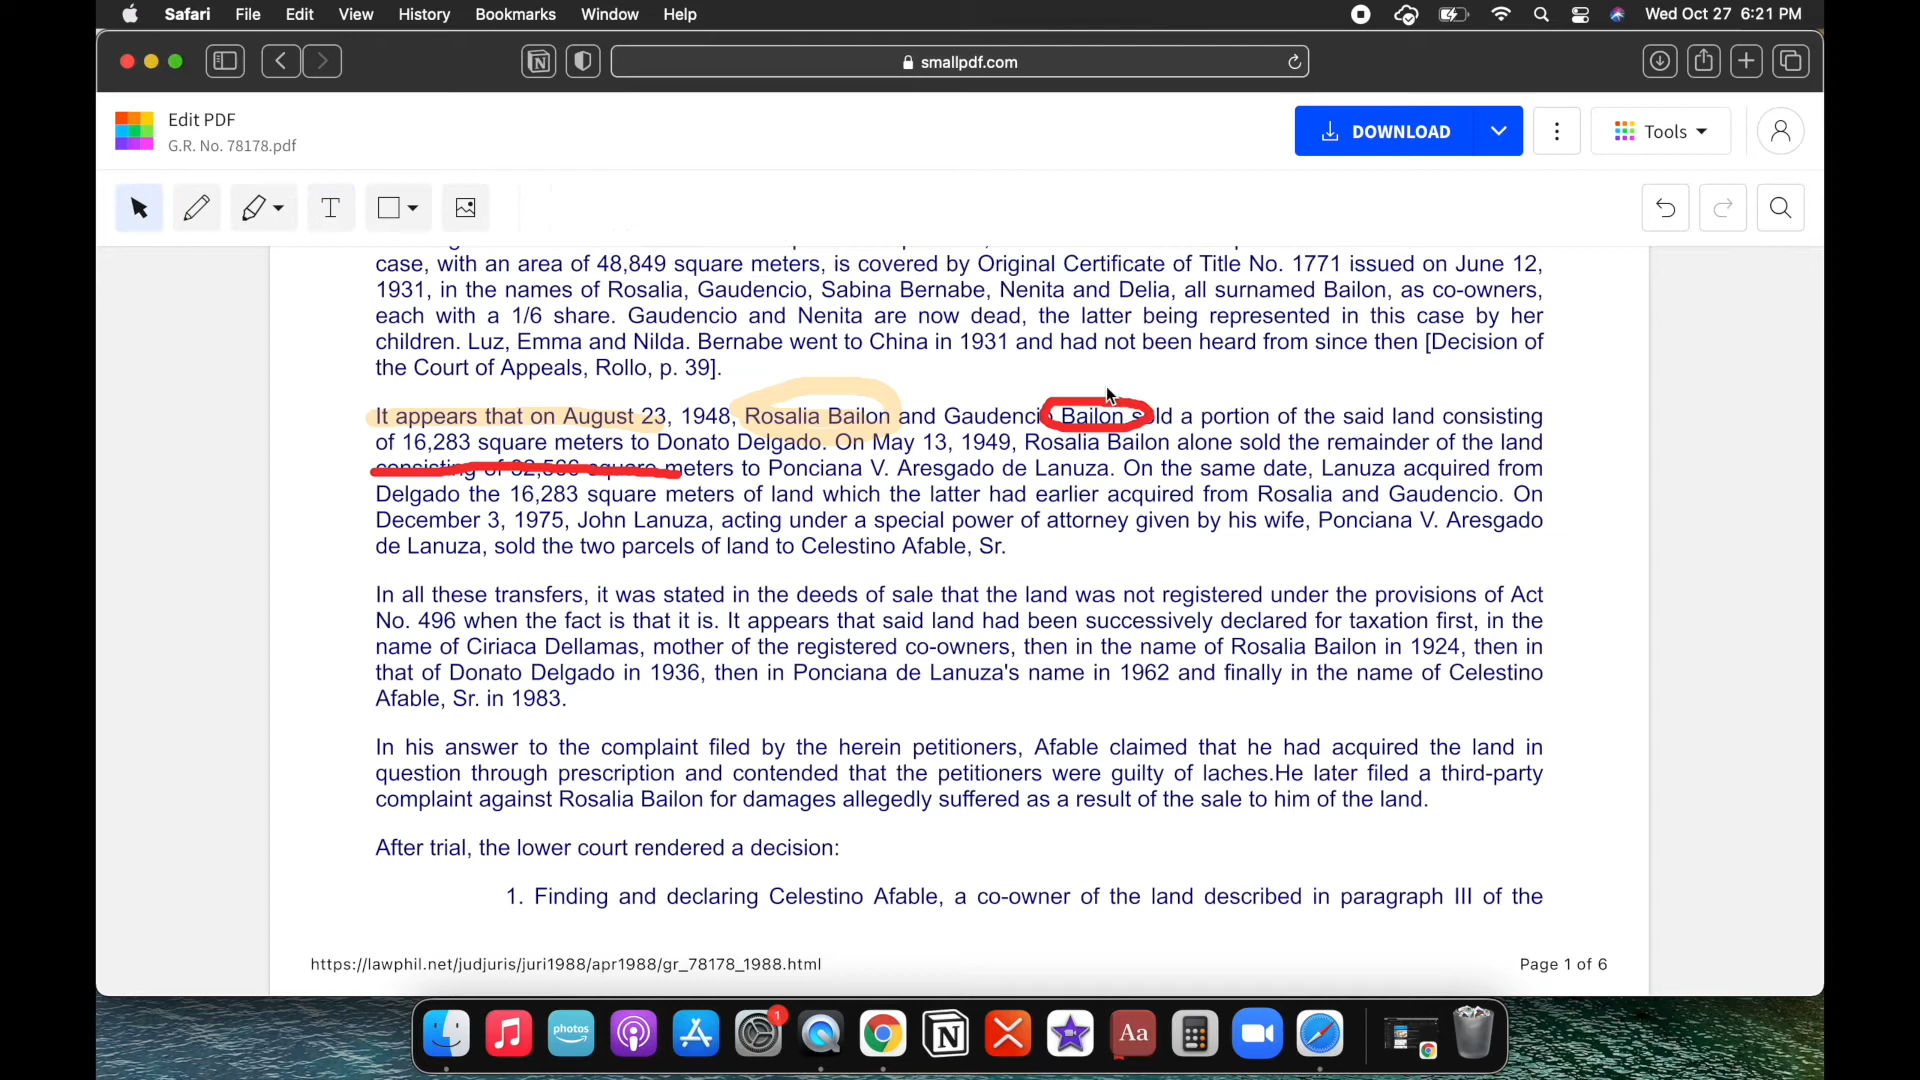 Safari File Edit View History Bookmarks Window Help Wed Oct 27 6:21 PM
smallpdf.com
Edit PDF
G.R. No. 78178.pdf
DOWNLOAD
Tools
T
case, with an area of 48,849 square meters, is covered by Original Certificate of Title No. 1771 issued on June 12,
1931, in the names of Rosalia, Gaudencio, Sabina Bernabe, Nenita and Delia, all surnamed Bailon, as co-owners,
each with a 1/6 share. Gaudencio and Nenita are now dead, the latter being represented in this case by her
children. Luz, Emma and Nilda. Bernabe went to China in 1931 and had not been heard from since then [Decision of
the Court of Appeals, Rollo, p. 39].
It appears that on August 23, 1948, Rosalia Bailon and Gaudencio Bailon sold a portion of the said land consisting
of 16,283 square meters to Donato Delgado. On May 13, 1949, Rosalia Bailon alone sold the remainder of the land
consisting of 32,566 square meters to Ponciana V. Aresgado de Lanuza. On the same date, Lanuza acquired from
Delgado the 16,283 square meters of land which the latter had earlier acquired from Rosalia and Gaudencio. On
December 3, 1975, John Lanuza, acting under a special power of attorney given by his wife, Ponciana V. Aresgado
de Lanuza, sold the two parcels of land to Celestino Afable, Sr.
In all these transfers, it was stated in the deeds of sale that the land was not registered under the provisions of Act
No. 496 when the fact is that it is. It appears that said land had been successively declared for taxation first, in the
name of Ciriaca Dellamas, mother of the registered co-owners, then in the name of Rosalia Bailon in 1924, then in
that of Donato Delgado in 1936, then in Ponciana de Lanuza's name in 1962 and finally in the name of Celestino
Afable, Sr. in 1983.
In his answer to the complaint filed by the herein petitioners, Afable claimed that he had acquired the land in
question through prescription and contended that the petitioners were guilty of laches.He later filed a third-party
complaint against Rosalia Bailon for damages allegedly suffered as a result of the sale to him of the land.
After trial, the lower court rendered a decision:
1. Finding and declaring Celestino Afable, a co-owner of the land described in paragraph III of the
https://lawphil.net/judjuris/juri1988/apr1988/gr_78178_1988.html
Page 1 of 6
photos
1
Aa